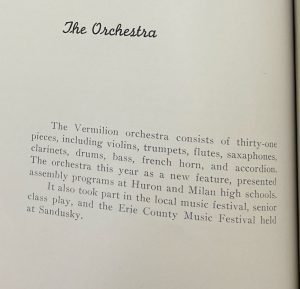 The Orchestra
The Vermilion orchestra consists of thirty-one
pieces, including violins, trumpets, flutes, saxaphones,
clarinets, drums, bass, french horn, and accordion.
The orchestra this year as a new feature, presented
assembly programs at Huron and Milan high schools.
It also took part in the local music festival, senior
class play, and the Erie County Music Festival held
at Sandusky.